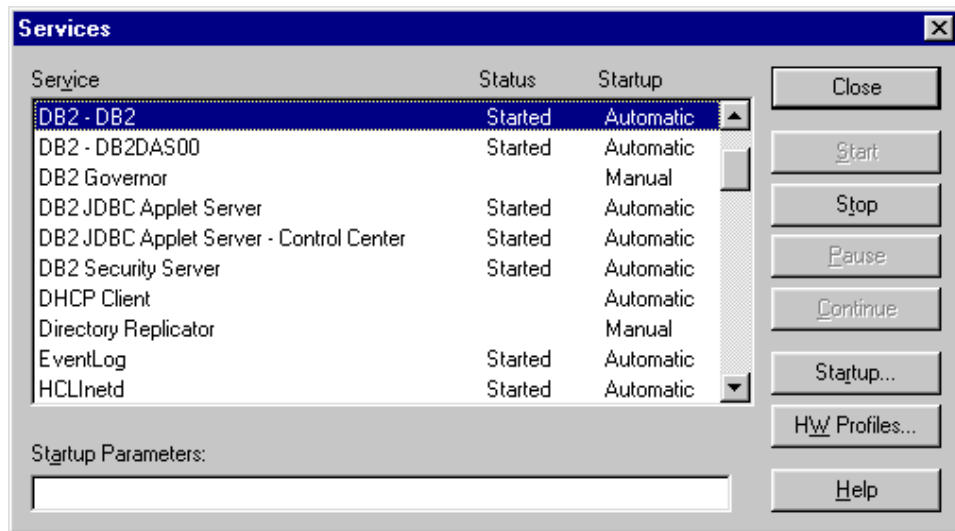 Services
Service Status Startup
DB2 - DB2 Started Automatic
DB2 - DB2DAS00 Started Automatic
DB2 Governor Manual
DB2 JDBC Applet Server Started Automatic
DB2 JDBC Applet Server - Control Center Started Automatic
DB2 Security Server Started Automatic
DHCP Client Automatic
Directory Replicator Manual
EventLog Started Automatic
HCLInetd Started Automatic
Startup Parameters:
Close
Start
Stop
Pause
Continue
Startup...
HW Profiles...
Help